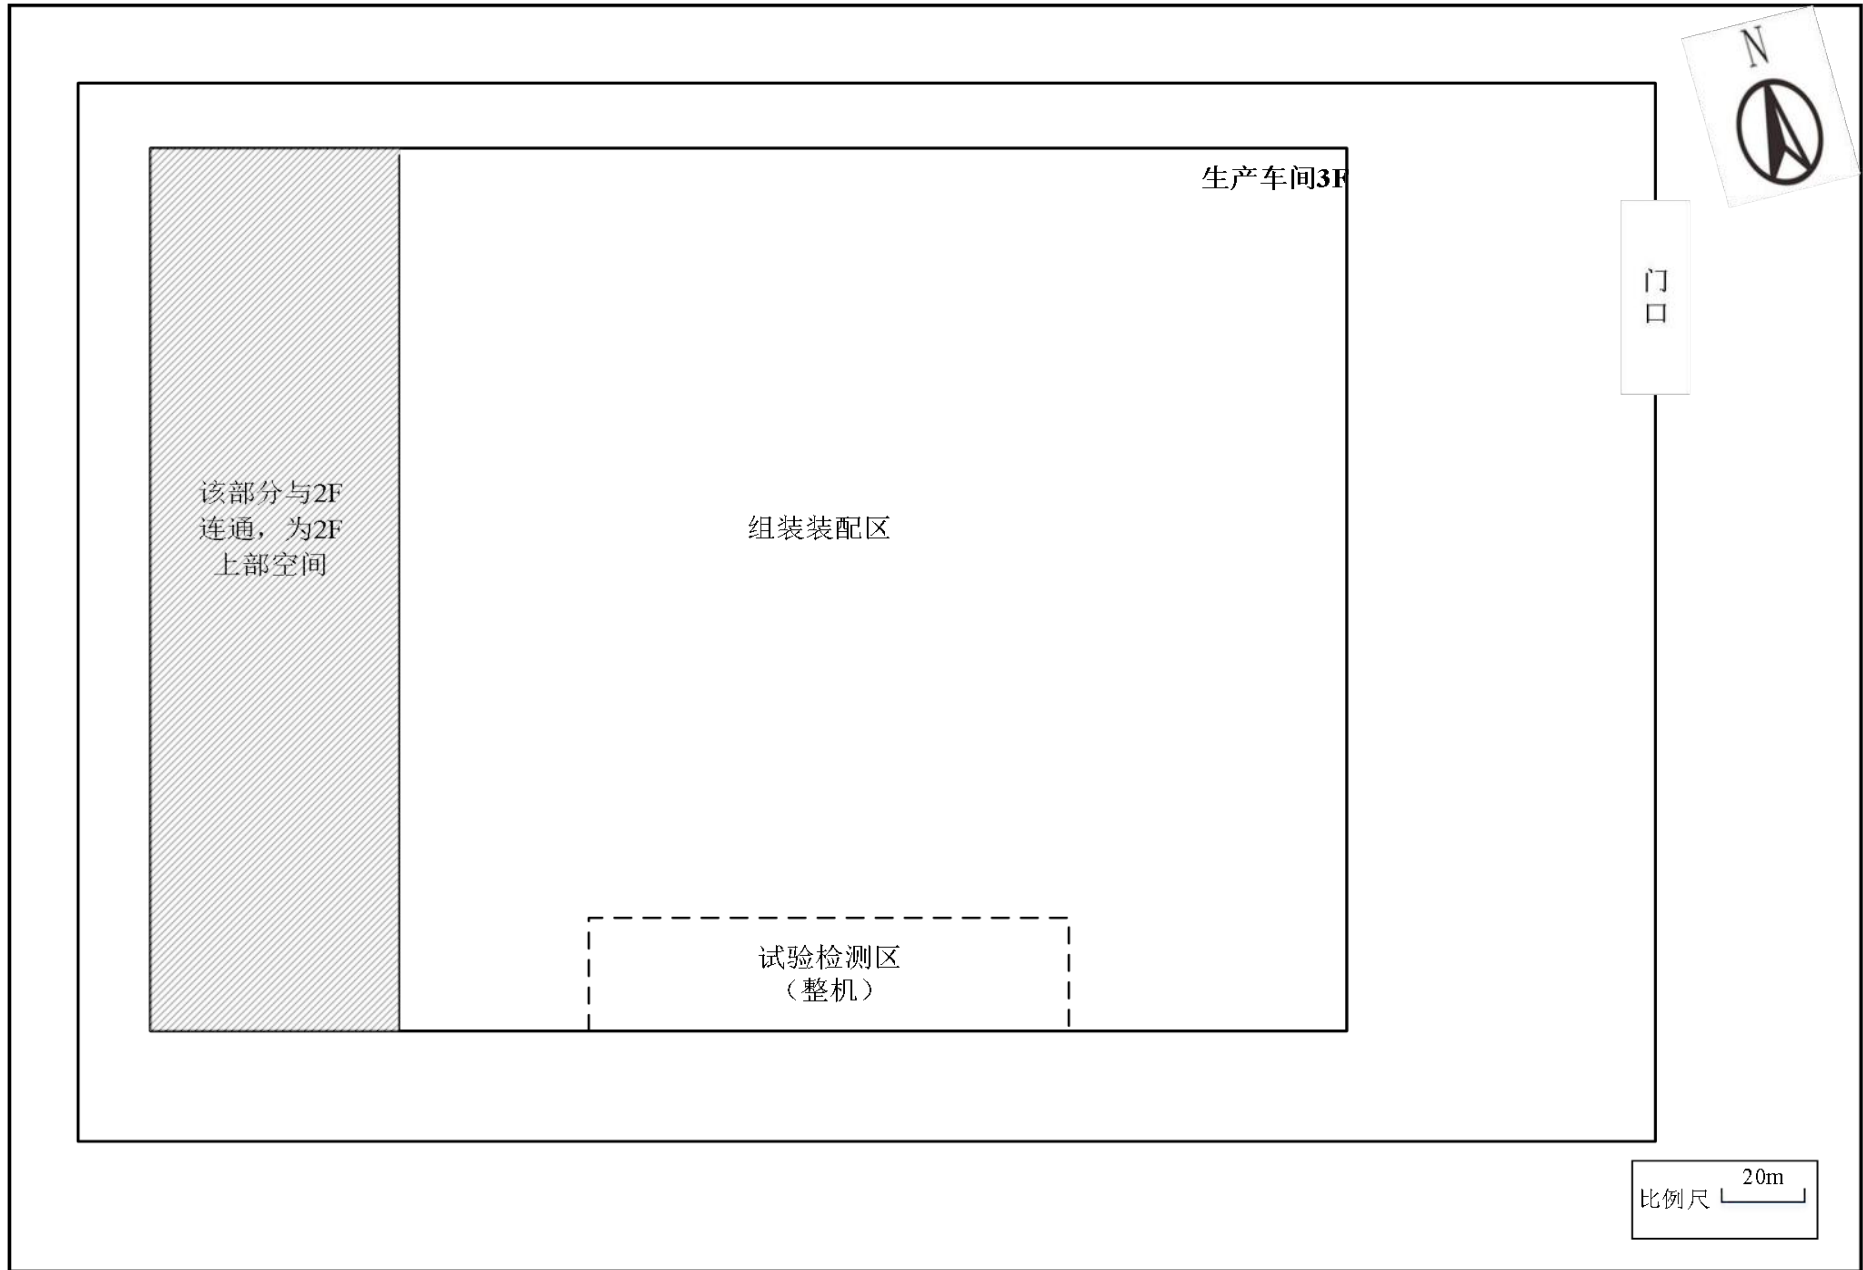 N
生产车间3F
门
口
该部分与2F
连通，为2F
上部空间
组装装配区
试验检测区
（整机）
20m
比例尺